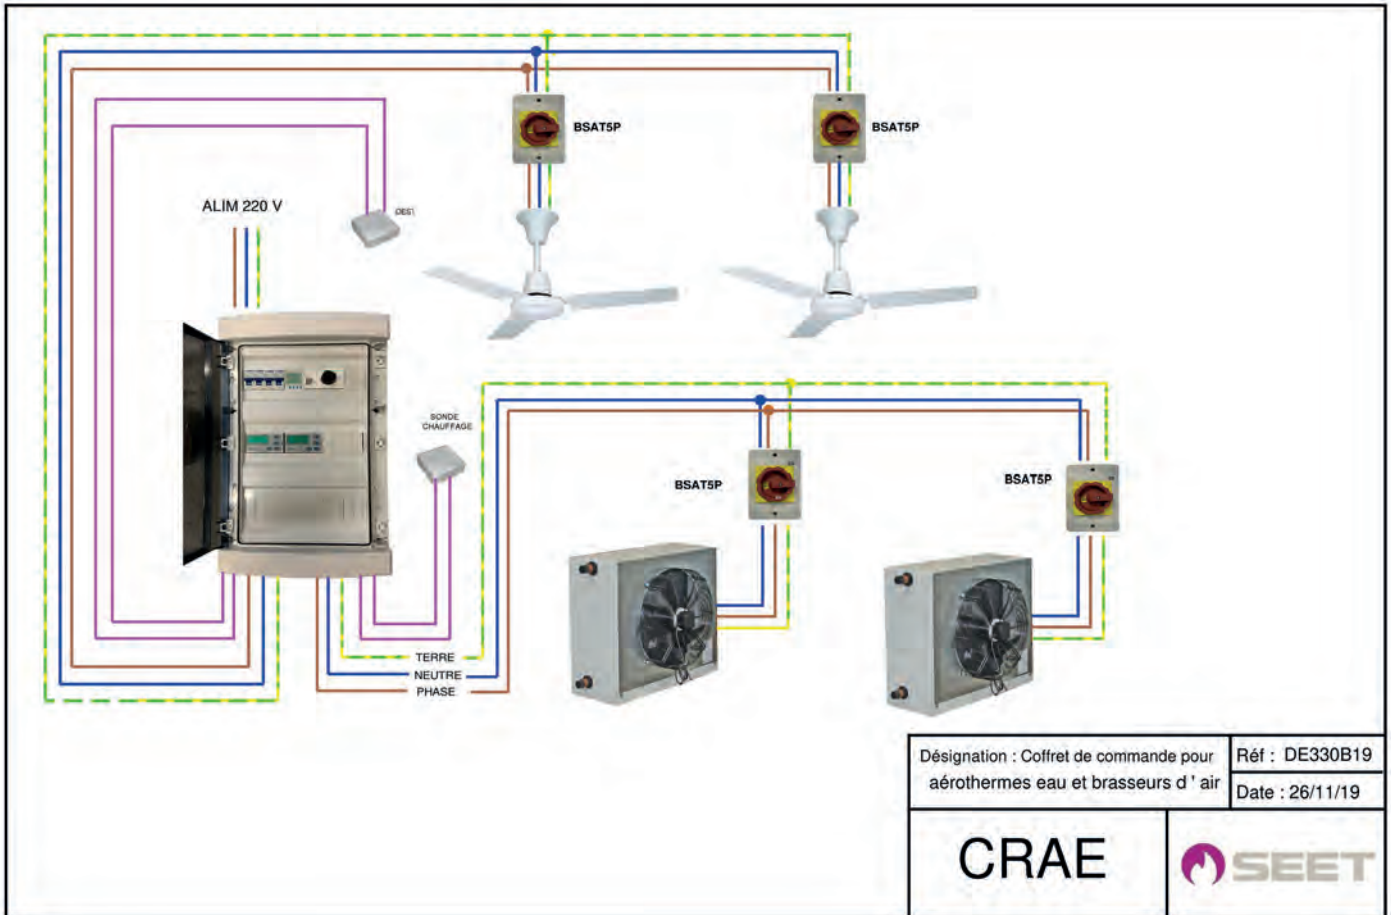 BSAT5P
BSAT5P
ALIM 220 V
DEST
SONDE
CHAUFFAGE
BSAT5P
BSAT5P
TERRE
NEUTRE
PHASE
Désignation : Coffret de commande pour
aérothermes eau et brasseurs d ' air
Réf : DE330B19
Date : 26/11/19
CRAE
SEET